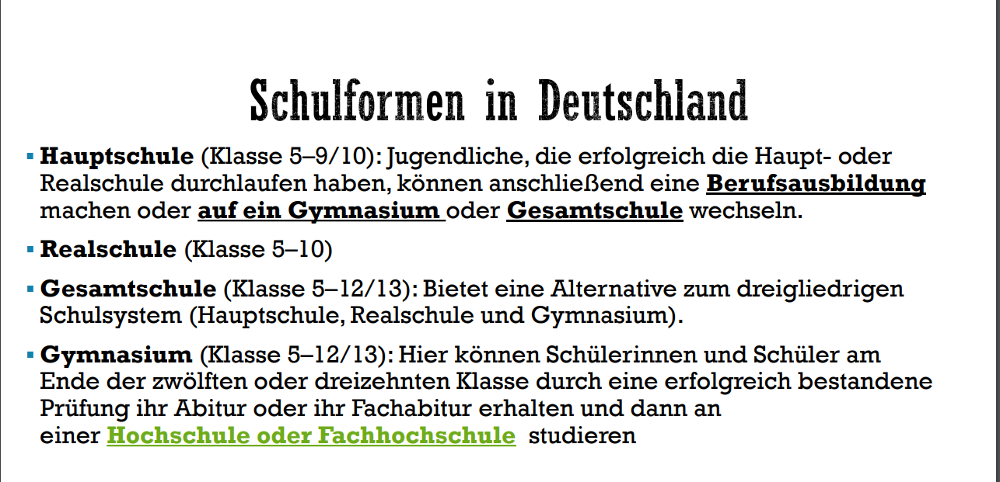 Schulformen in Deutschland
▪ Hauptschule (Klasse 5–9/10): Jugendliche, die erfolgreich die Haupt- oder
Realschule durchlaufen haben, können anschließend eine Berufsausbildung
machen oder auf ein Gymnasium oder Gesamtschule wechseln.
▪ Realschule (Klasse 5–10)
▪ Gesamtschule (Klasse 5–12/13): Bietet eine Alternative zum dreigliedrigen
Schulsystem (Hauptschule, Realschule und Gymnasium).
▪ Gymnasium (Klasse 5–12/13): Hier können Schülerinnen und Schüler am
Ende der zwölften oder dreizehnten Klasse durch eine erfolgreich bestandene
Prüfung ihr Abitur oder ihr Fachabitur erhalten und dann an
einer Hochschule oder Fachhochschule studieren